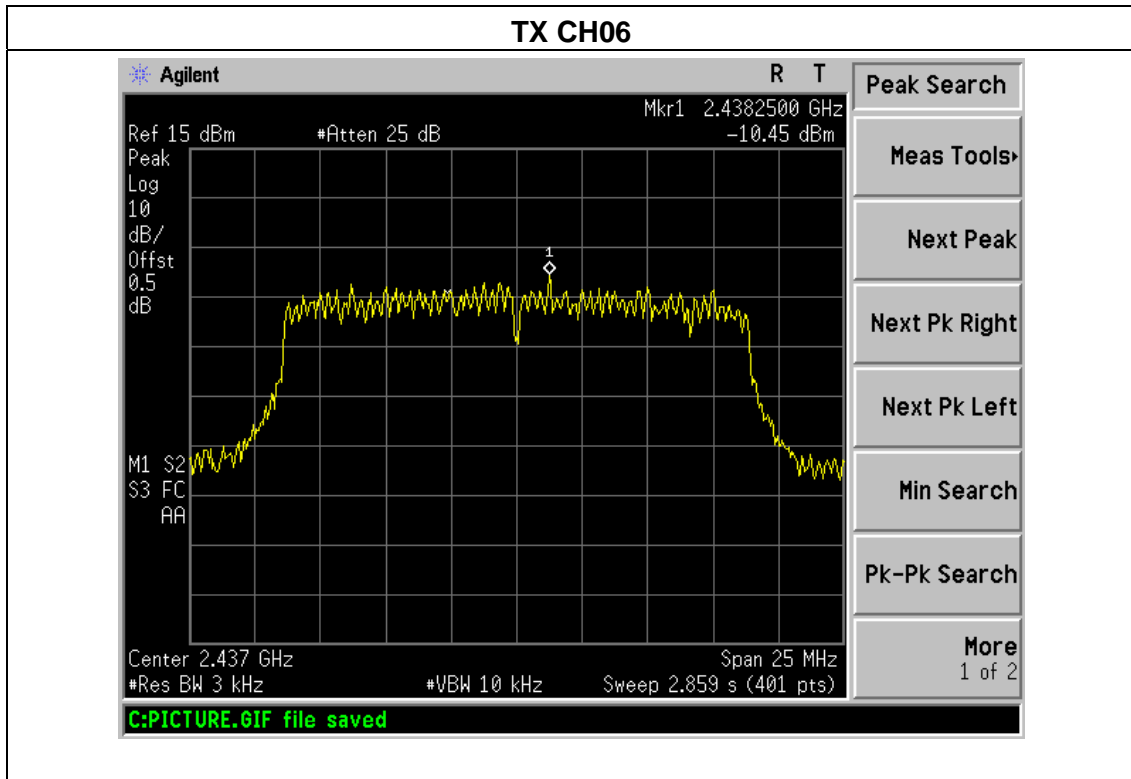 TX CH06
Agilent R T
Peak Search
Mkr1 2.4382500 GHz
Ref 15 dBm #Atten 25 dB -10.45 dBm
Peak
Log
10
dB/
Offst
0.5
dB
1
M1 S2
S3 FC
AA
Center 2.437 GHz Span 25 MHz
#Res BW 3 kHz #VBW 10 kHz Sweep 2.859 s (401 pts)
C:PICTURE.GIF file saved
Meas Tools
Next Peak
Next Pk Right
Next Pk Left
Min Search
Pk-Pk Search
More
1 of 2